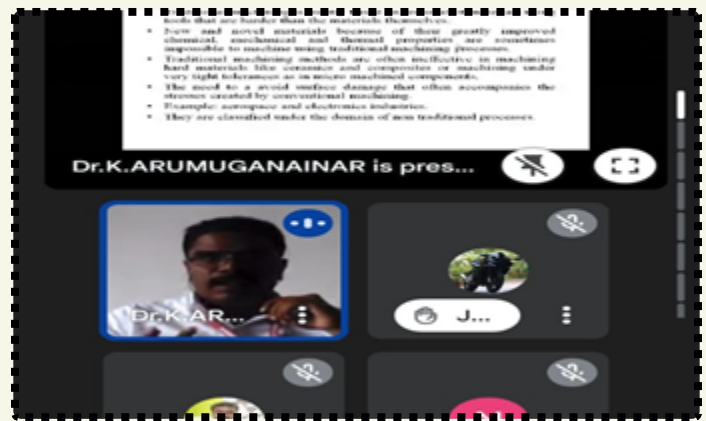 tools that are harder than the materials themselves.
• New and novel materials because of their greatly improved
chemical, mechanical and thermal properties are sometimes
impossible to machine using traditional machining processes.
• Traditional machining methods are often ineffective in machining
hard materials like ceramics and composites or machining under
very tight tolerances as in micro machined components.
• The need to a avoid surface damage that often accompanies the
stresses created by conventional machining.
• Example: aerospace and electronics industries.
• They are classified under the domain of non traditional processes.
Dr.K.ARUMUGANAINAR is pres...
Dr.K.AR...
J...